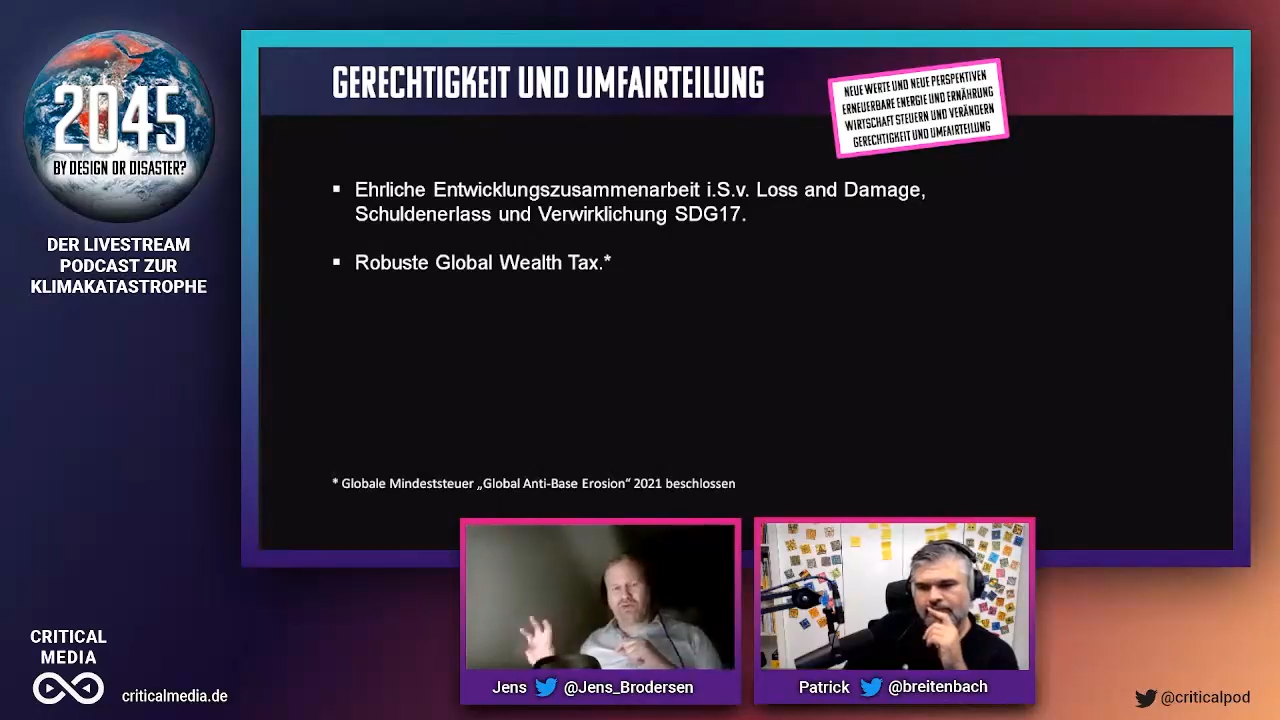 2045
BY DESIGN OR DISASTER?
DER LIVESTREAM
PODCAST ZUR
KLIMAKATASTROPHE
GERECHTIGKEIT UND UMFAIRTEILUNG
NEUE WERTE UND NEUE PERSPEKTIVEN
ERNEUERBARE ENERGIE UND ERNÄHRUNG
WIRTSCHAFT STEUERN UND VERÄNDERN
GERECHTIGKEIT UND UMFAIRTEILUNG
▪ Ehrliche Entwicklungszusammenarbeit i.S.v. Loss and Damage,
Schuldenerlass und Verwirklichung SDG17.
▪ Robuste Global Wealth Tax.*
* Globale Mindeststeuer „Global Anti-Base Erosion“ 2021 beschlossen
Jens @Jens_Brodersen
Patrick @breitenbach
CRITICAL
MEDIA
criticalmedia.de
@criticalpod